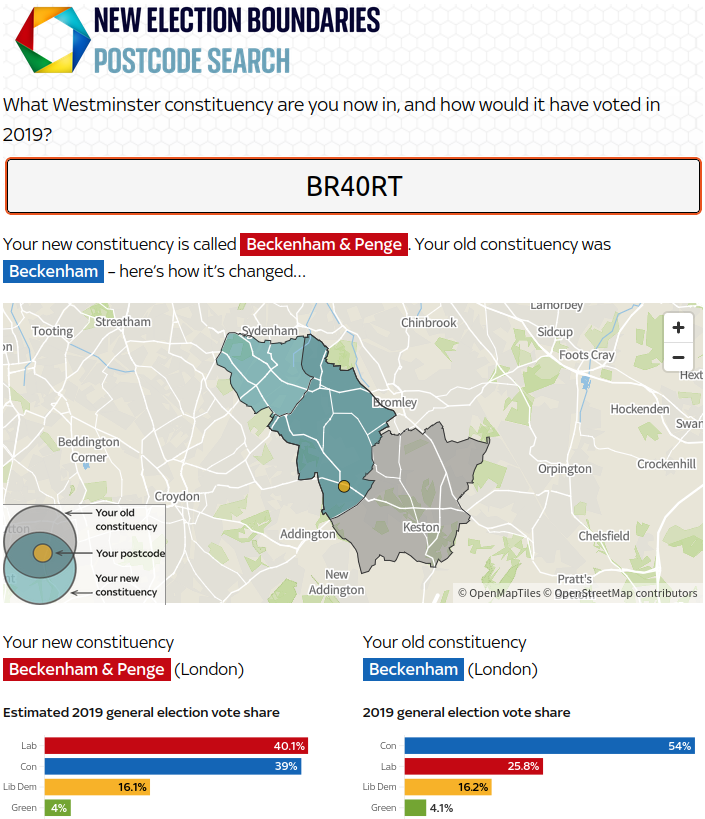 NEW ELECTION BOUNDARIES
POSTCODE SEARCH
What Westminster constituency are you now in, and how would it have voted in
2019?
BR40RT
Your new constituency is called Beckenham & Penge. Your old constituency was
Beckenham – here's how it's changed...
Lamorbey
Tooting
Streatham
Sydenham
Chinbrook
Sidcup
+
on
Foots Cray
−
Hext
Bromley
Hockenden
Swan
Beddington
Corner
Crockenhill
Orpington
Croydon
Your old
constituency
Addington
Keston
Chelsfield
Your postcode
Your new
constituency
New
Addington
Pratt's
© OpenMapTiles © OpenStreetMap contributors
Your new constituency
Beckenham & Penge (London)
Estimated 2019 general election vote share
Lab 40.1%
Con 39%
Lib Dem 16.1%
Green 4%
Your old constituency
Beckenham (London)
2019 general election vote share
Con 54%
Lab 25.8%
Lib Dem 16.2%
Green 4.1%